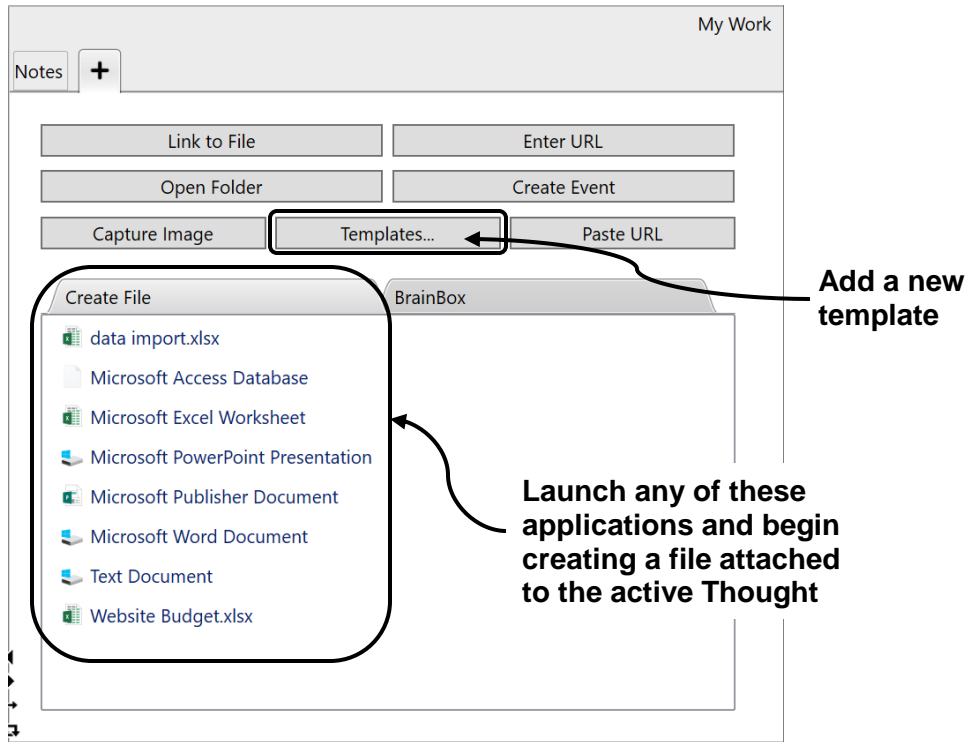 My Work
Notes +
Link to File Enter URL
Open Folder Create Event
Capture Image Templates... Paste URL
Add a new
template
Create File BrainBox
data import.xlsx
Microsoft Access Database
Microsoft Excel Worksheet
Microsoft PowerPoint Presentation
Microsoft Publisher Document
Microsoft Word Document
Text Document
Website Budget.xlsx
Launch any of these
applications and begin
creating a file attached
to the active Thought